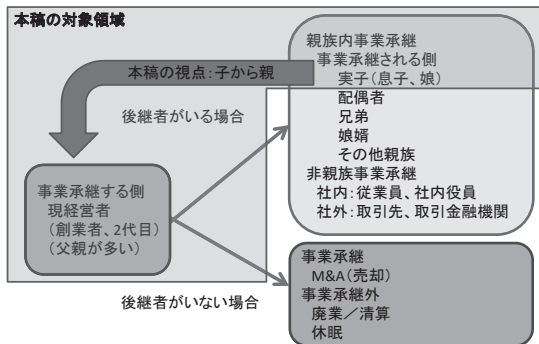 本稿の対象領域
親族内事業承継
事業承継される側
実子(息子、娘)
配偶者
兄弟
娘婿
その他親族
非親族事業承継
社内:従業員、社内役員
社外:取引先、取引金融機関
本稿の視点:子から親
後継者がいる場合
事業承継する側
現経営者
(創業者、2代目)
(父親が多い)
後継者がいない場合
事業承継
M&A(売却)
事業承継外
廃業/清算
休眠